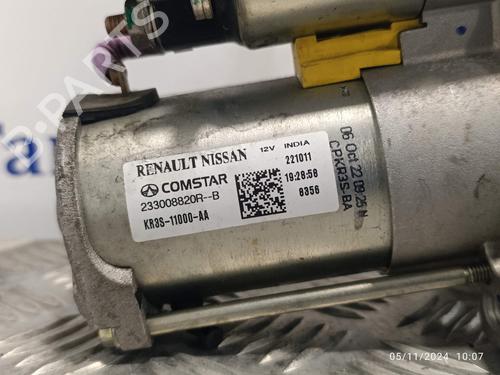 RENAULT NISSAN 12V INDIA
COMSTAR 221011
233008820R--B 19:28:58
KR3S-11000-AA 8356
06 Oct 22 09:25 N
CPKR3S-BA
05/11/2024 10:07